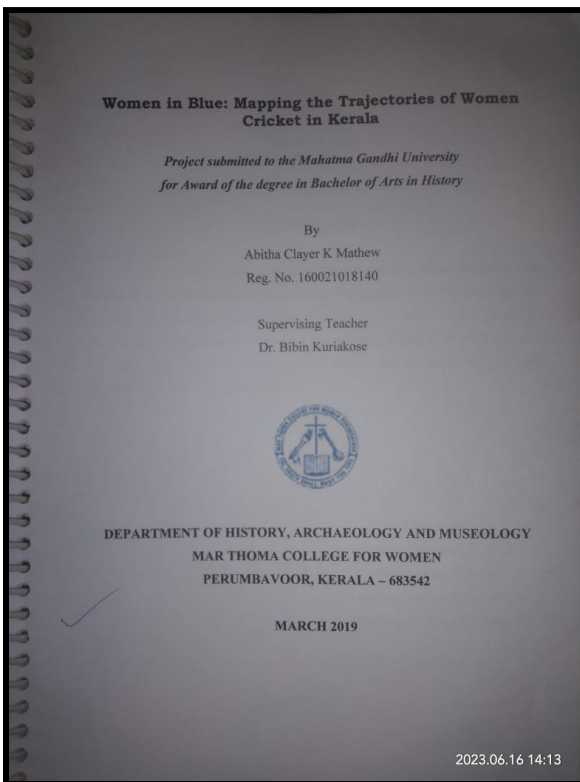 Women in Blue: Mapping the Trajectories of Women
Cricket in Kerala
Project submitted to the Mahatma Gandhi University
for Award of the degree in Bachelor of Arts in History
By
Abitha Clayer K Mathew
Reg. No. 160021018140
Supervising Teacher
Dr. Bibin Kuriakose
DEPARTMENT OF HISTORY, ARCHAEOLOGY AND MUSEOLOGY
MAR THOMA COLLEGE FOR WOMEN
PERUMBAVOOR, KERALA – 683542
MARCH 2019
2023.06.16 14:13